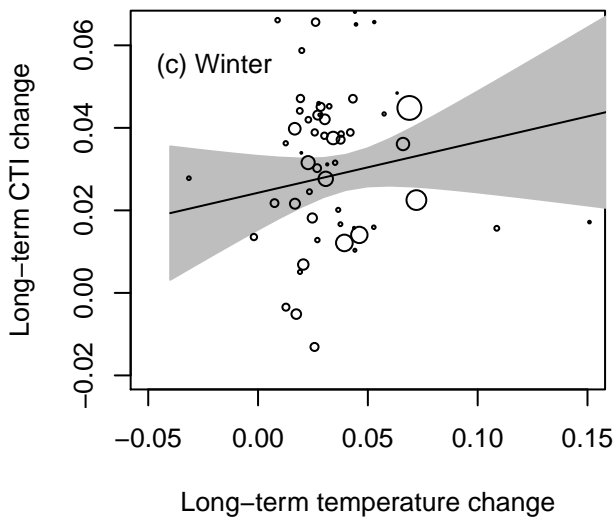 (c) Winter
Long−term CTI change
0.06
0.04
0.02
0.00
−0.02
−0.05 0.00 0.05 0.10 0.15
Long−term temperature change